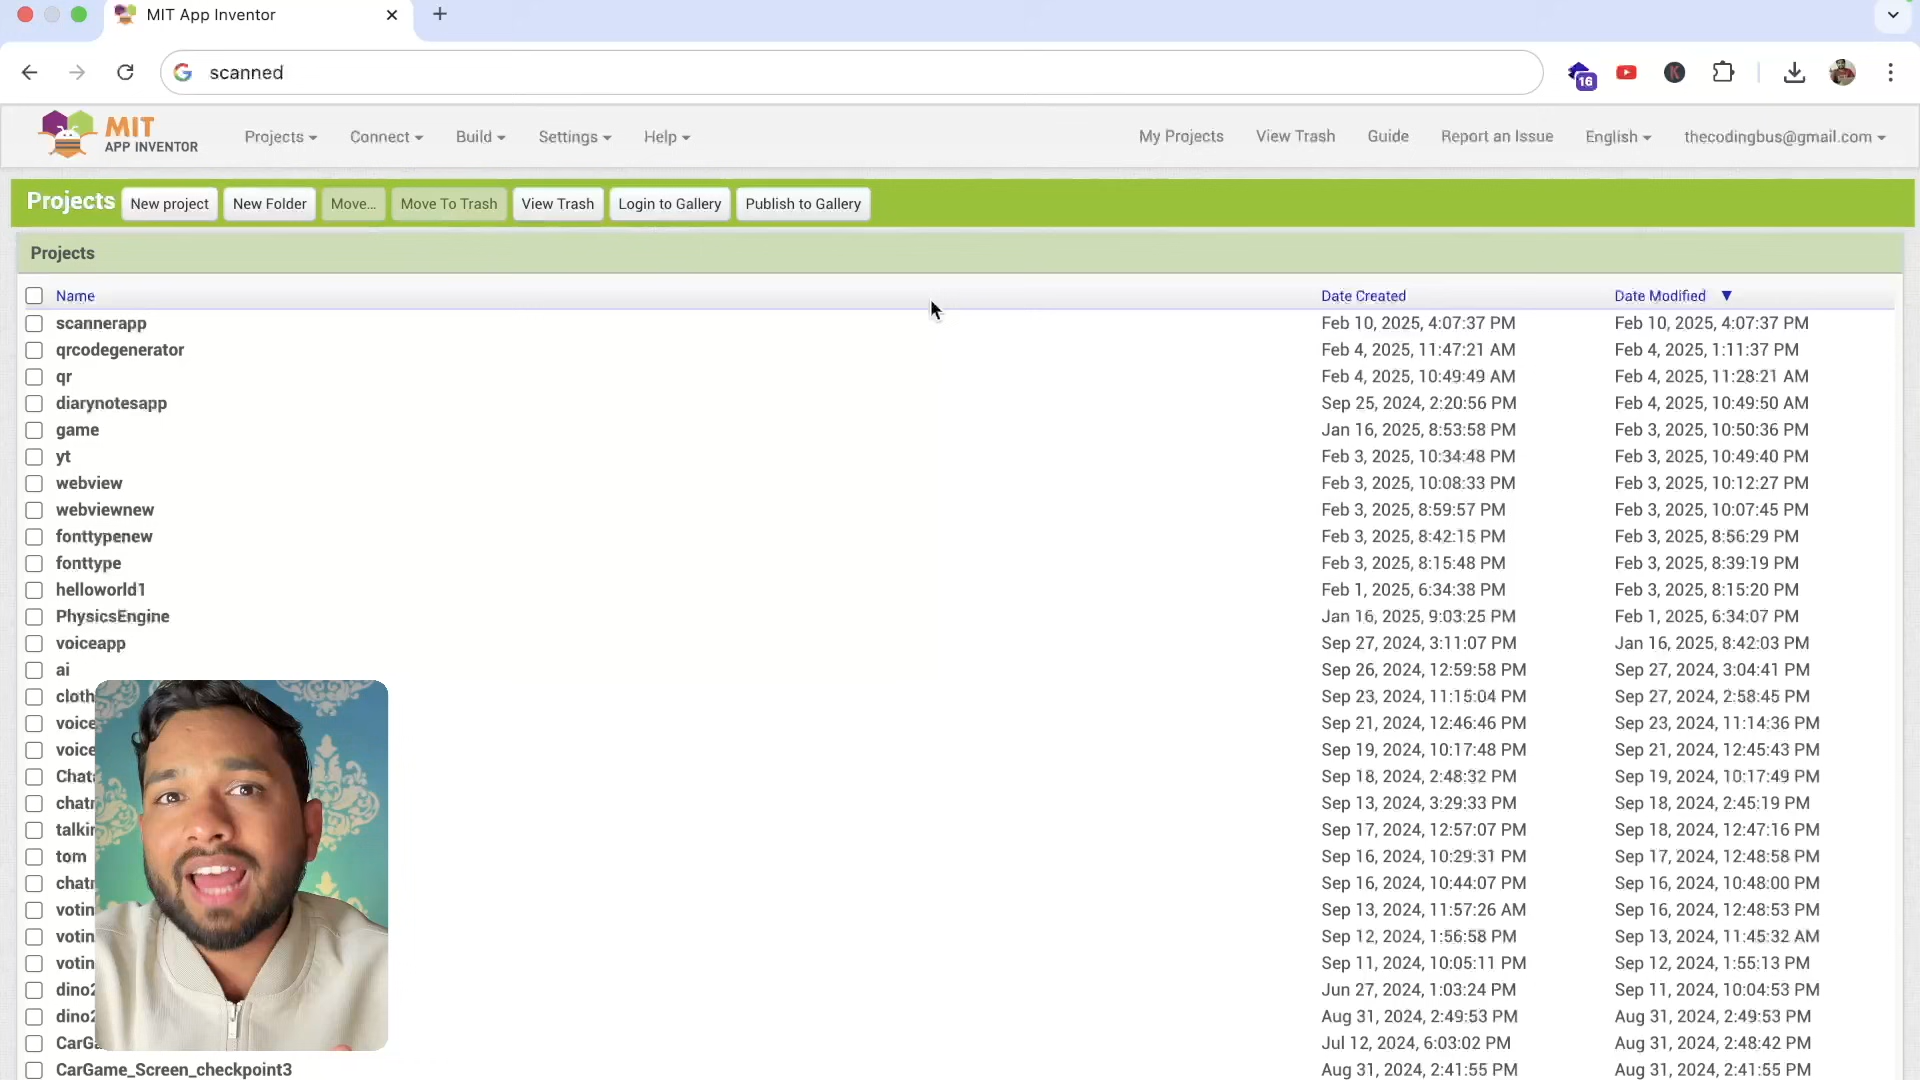 MIT App Inventor
scanned
16
K
MIT
APP INVENTOR
Projects
Connect
Build
Settings
Help
My Projects
View Trash
Guide
Report an Issue
English
thecodingbus@gmail.com
Projects
New project
New Folder
Move...
Move To Trash
View Trash
Login to Gallery
Publish to Gallery
Projects
Name Date Created Date Modified ▼
scannerapp Feb 10, 2025, 4:07:37 PM Feb 10, 2025, 4:07:37 PM
qrcodegenerator Feb 4, 2025, 11:47:21 AM Feb 4, 2025, 1:11:37 PM
qr Feb 4, 2025, 10:49:49 AM Feb 4, 2025, 11:28:21 AM
diarynotesapp Sep 25, 2024, 2:20:56 PM Feb 4, 2025, 10:49:50 AM
game Jan 16, 2025, 8:53:58 PM Feb 3, 2025, 10:50:36 PM
yt Feb 3, 2025, 10:34:48 PM Feb 3, 2025, 10:49:40 PM
webview Feb 3, 2025, 10:08:33 PM Feb 3, 2025, 10:12:27 PM
webviewnew Feb 3, 2025, 8:59:57 PM Feb 3, 2025, 10:07:45 PM
fonttypenew Feb 3, 2025, 8:42:15 PM Feb 3, 2025, 8:56:29 PM
fonttype Feb 3, 2025, 8:15:48 PM Feb 3, 2025, 8:39:19 PM
helloworld1 Feb 1, 2025, 6:34:38 PM Feb 3, 2025, 8:15:20 PM
PhysicsEngine Jan 16, 2025, 9:03:25 PM Feb 1, 2025, 6:34:07 PM
voiceapp Sep 27, 2024, 3:11:07 PM Jan 16, 2025, 8:42:03 PM
ai Sep 26, 2024, 12:59:58 PM Sep 27, 2024, 3:04:41 PM
cloth Sep 23, 2024, 11:15:04 PM Sep 27, 2024, 2:58:45 PM
voice Sep 21, 2024, 12:46:46 PM Sep 23, 2024, 11:14:36 PM
voice Sep 19, 2024, 10:17:48 PM Sep 21, 2024, 12:45:43 PM
Chat Sep 18, 2024, 2:48:32 PM Sep 19, 2024, 10:17:49 PM
chat Sep 13, 2024, 3:29:33 PM Sep 18, 2024, 2:45:19 PM
talki Sep 17, 2024, 12:57:07 PM Sep 18, 2024, 12:47:16 PM
tom Sep 16, 2024, 10:29:31 PM Sep 17, 2024, 12:48:58 PM
chat Sep 16, 2024, 10:44:07 PM Sep 16, 2024, 10:48:00 PM
votin Sep 13, 2024, 11:57:26 AM Sep 16, 2024, 12:48:53 PM
votin Sep 12, 2024, 1:56:58 PM Sep 13, 2024, 11:45:32 AM
votin Sep 11, 2024, 10:05:11 PM Sep 12, 2024, 1:55:13 PM
dino2 Jun 27, 2024, 1:03:24 PM Sep 11, 2024, 10:04:53 PM
dino2 Aug 31, 2024, 2:49:53 PM Aug 31, 2024, 2:49:53 PM
CarG Jul 12, 2024, 6:03:02 PM Aug 31, 2024, 2:48:42 PM
CarGame_Screen_checkpoint3 Aug 31, 2024, 2:41:55 PM Aug 31, 2024, 2:41:55 PM